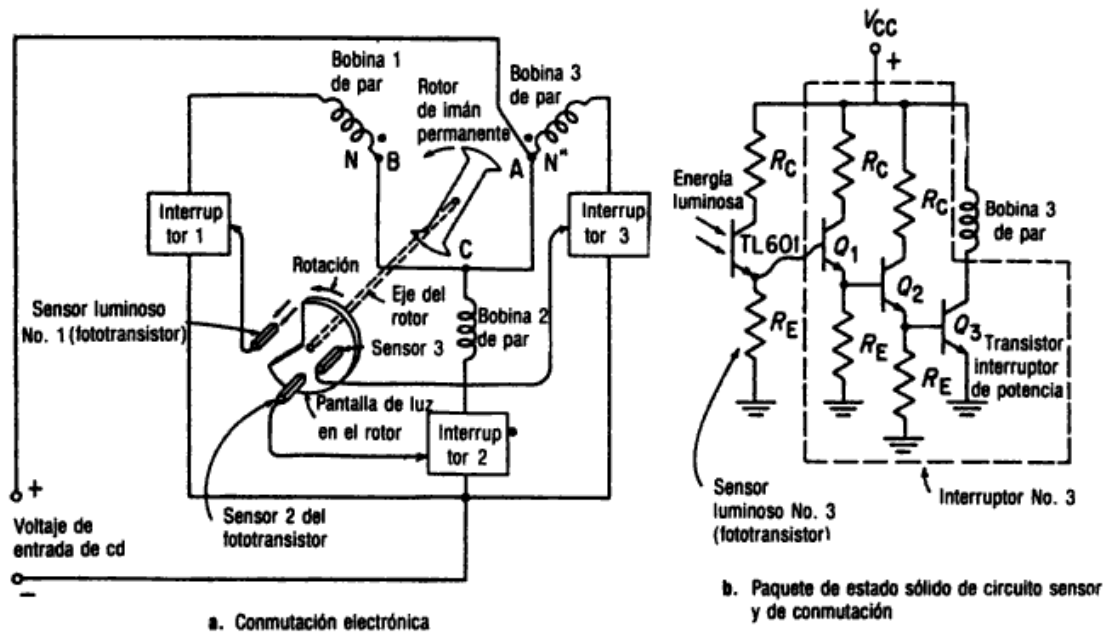 Bobina 1
de par
Rotor
de imán
permanente
Bobina 3
de par
N B
A N"
Interrup
tor 1
Interrup
tor 3
C
Rotación
Eje del
rotor
Bobina 2
de par
Sensor luminoso
No. 1 (fototransistor)
Sensor 3
Pantalla de luz
en el rotor
Interrup
tor 2
Sensor 2 del
fototransistor
+
Voltaje de
entrada de cd
−
a. Conmutación electrónica
VCC
+
RC
RC
RC
Energía
luminosa
TL601
Q1
Bobina 3
de par
Q2
Q3
RE
RE
RE
Transistor
interruptor
de potencia
Sensor
luminoso No. 3
(fototransistor)
Interruptor No. 3
b. Paquete de estado sólido de circuito sensor
y de conmutación